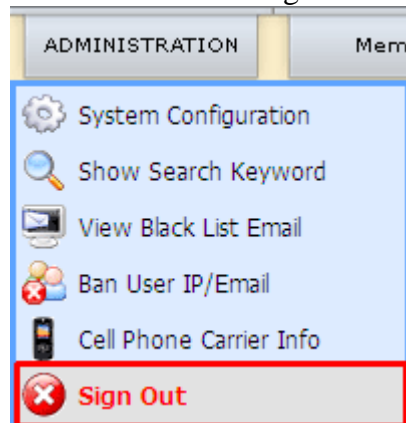 ADMINISTRATION Mem
System Configuration
Show Search Keyword
View Black List Email
Ban User IP/Email
Cell Phone Carrier Info
Sign Out